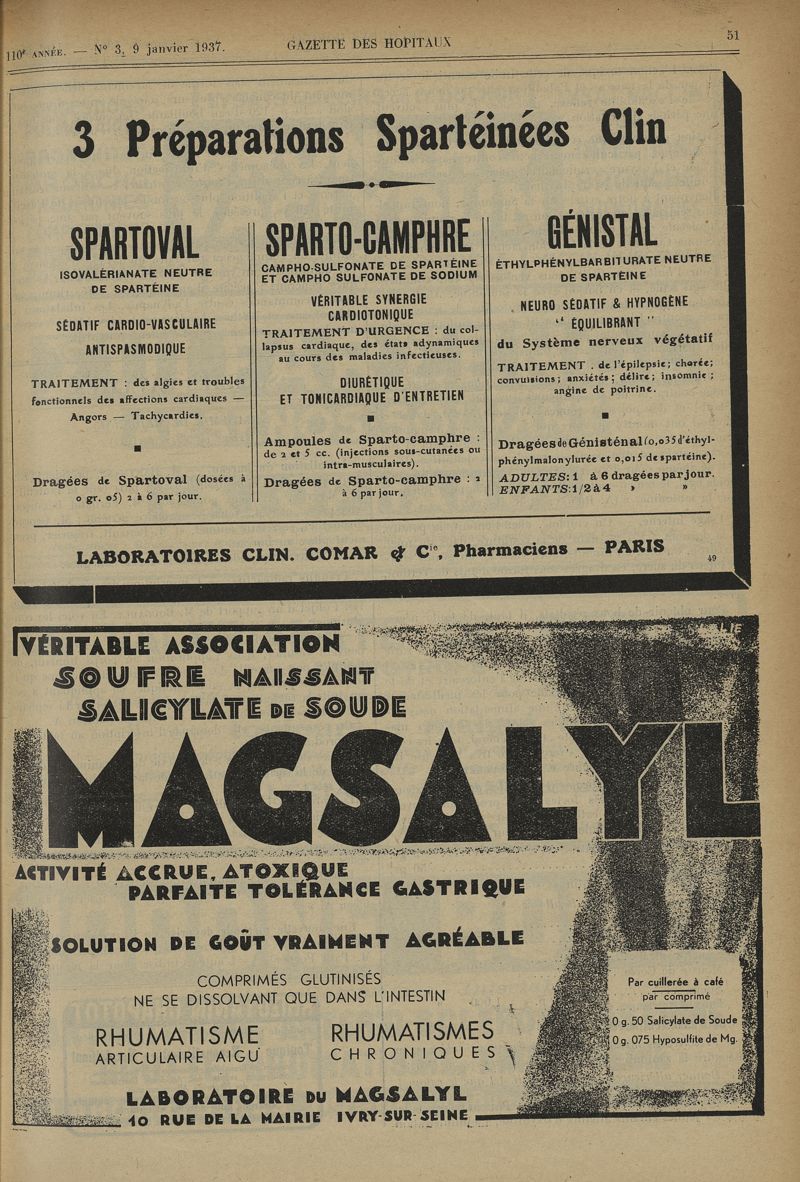 110e ANNÉE. — N° 3, 9 janvier 1937.
GAZETTE DES HOPITAUX
51
3 Préparations Spartéinées Clin
SPARTOVAL
ISOVALÉRIANATE NEUTRE
DE SPARTÉINE
SÉDATIF CARDIO-VASCULAIRE
ANTISPASMODIQUE
TRAITEMENT : des algies et troubles
fonctionnels des affections cardiaques —
Angors — Tachycardies.
Dragées de Spartoval (dosées à
0 gr. 05) 2 à 6 par jour.
SPARTO-CAMPHRE
CAMPHO-SULFONATE DE SPARTÉINE
ET CAMPHO SULFONATE DE SODIUM
VÉRITABLE SYNERGIE
CARDIOTONIQUE
TRAITEMENT D'URGENCE : du col-
lapsus cardiaque, des états adynamiques
au cours des maladies infectieuses.
DIURÉTIQUE
ET TONICARDIAQUE D'ENTRETIEN
Ampoules de Sparto-camphre :
de 2 et 5 cc. (injections sous-cutanées ou
intra-musculaires).
Dragées de Sparto-camphre : 2
à 6 par jour.
GÉNISTAL
ÉTHYLPHÉNYLBARBITURATE NEUTRE
DE SPARTÉINE
NEURO SÉDATIF & HYPNOGÈNE
“ ÉQUILIBRANT ”
du Système nerveux végétatif
TRAITEMENT . de l'épilepsie; chorée;
convulsions; anxiétés; délire; insomnie;
angine de poitrine.
Dragées de Génisténal (0,035 d'éthyl-
phénylmalonylurée et 0,015 de spartéine).
ADULTES: 1 à 6 dragées par jour.
ENFANTS: 1/2 à 4 » »
LABORATOIRES CLIN. COMAR & Cie, Pharmaciens — PARIS
49
VÉRITABLE ASSOCIATION
SOUFRE NAISSANT
SALICYLATE DE SOUDE
MAGSALYL
ACTIVITÉ ACCRUE, ATOXIQUE
PARFAITE TOLÉRANCE GASTRIQUE
SOLUTION DE GOÛT VRAIMENT AGRÉABLE
COMPRIMÉS GLUTINISÉS
NE SE DISSOLVANT QUE DANS L'INTESTIN
RHUMATISME
ARTICULAIRE AIGU
RHUMATISMES
CHRONIQUES
Par cuillerée à café
par comprimé
0 g. 50 Salicylate de Soude
0 g. 075 Hyposulfite de Mg.
LABORATOIRE DU MAGSALYL
10 RUE DE LA MAIRIE IVRY-SUR-SEINE